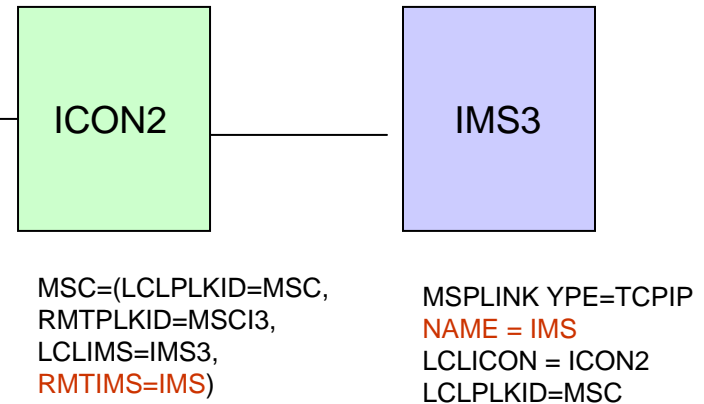 ICON2
IMS3
MSC=(LCLPLKID=MSC,
RMTPLKID=MSCI3,
LCLIMS=IMS3,
RMTIMS=IMS)
MSPLINK YPE=TCPIP
NAME = IMS
LCLICON = ICON2
LCLPLKID=MSC